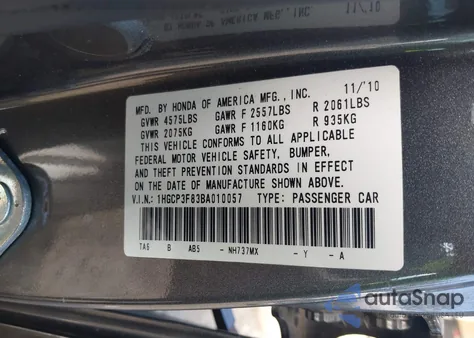 11/10
MFD. BY HONDA OF AMERICA MFG., INC. 11/'10
GVWR 4575LBS GAWR F 2557LBS R 2061LBS
GVWR 2075KG GAWR F 1160KG R 935KG
THIS VEHICLE CONFORMS TO ALL APPLICABLE
FEDERAL MOTOR VEHICLE SAFETY, BUMPER,
AND THEFT PREVENTION STANDARDS IN EFFECT
ON THE DATE OF MANUFACTURE SHOWN ABOVE.
V.I.N.: 1HGCP3F83BA010057 TYPE: PASSENGER CAR
TA6 B AB5 - NH737MX - Y - A
autoSnap